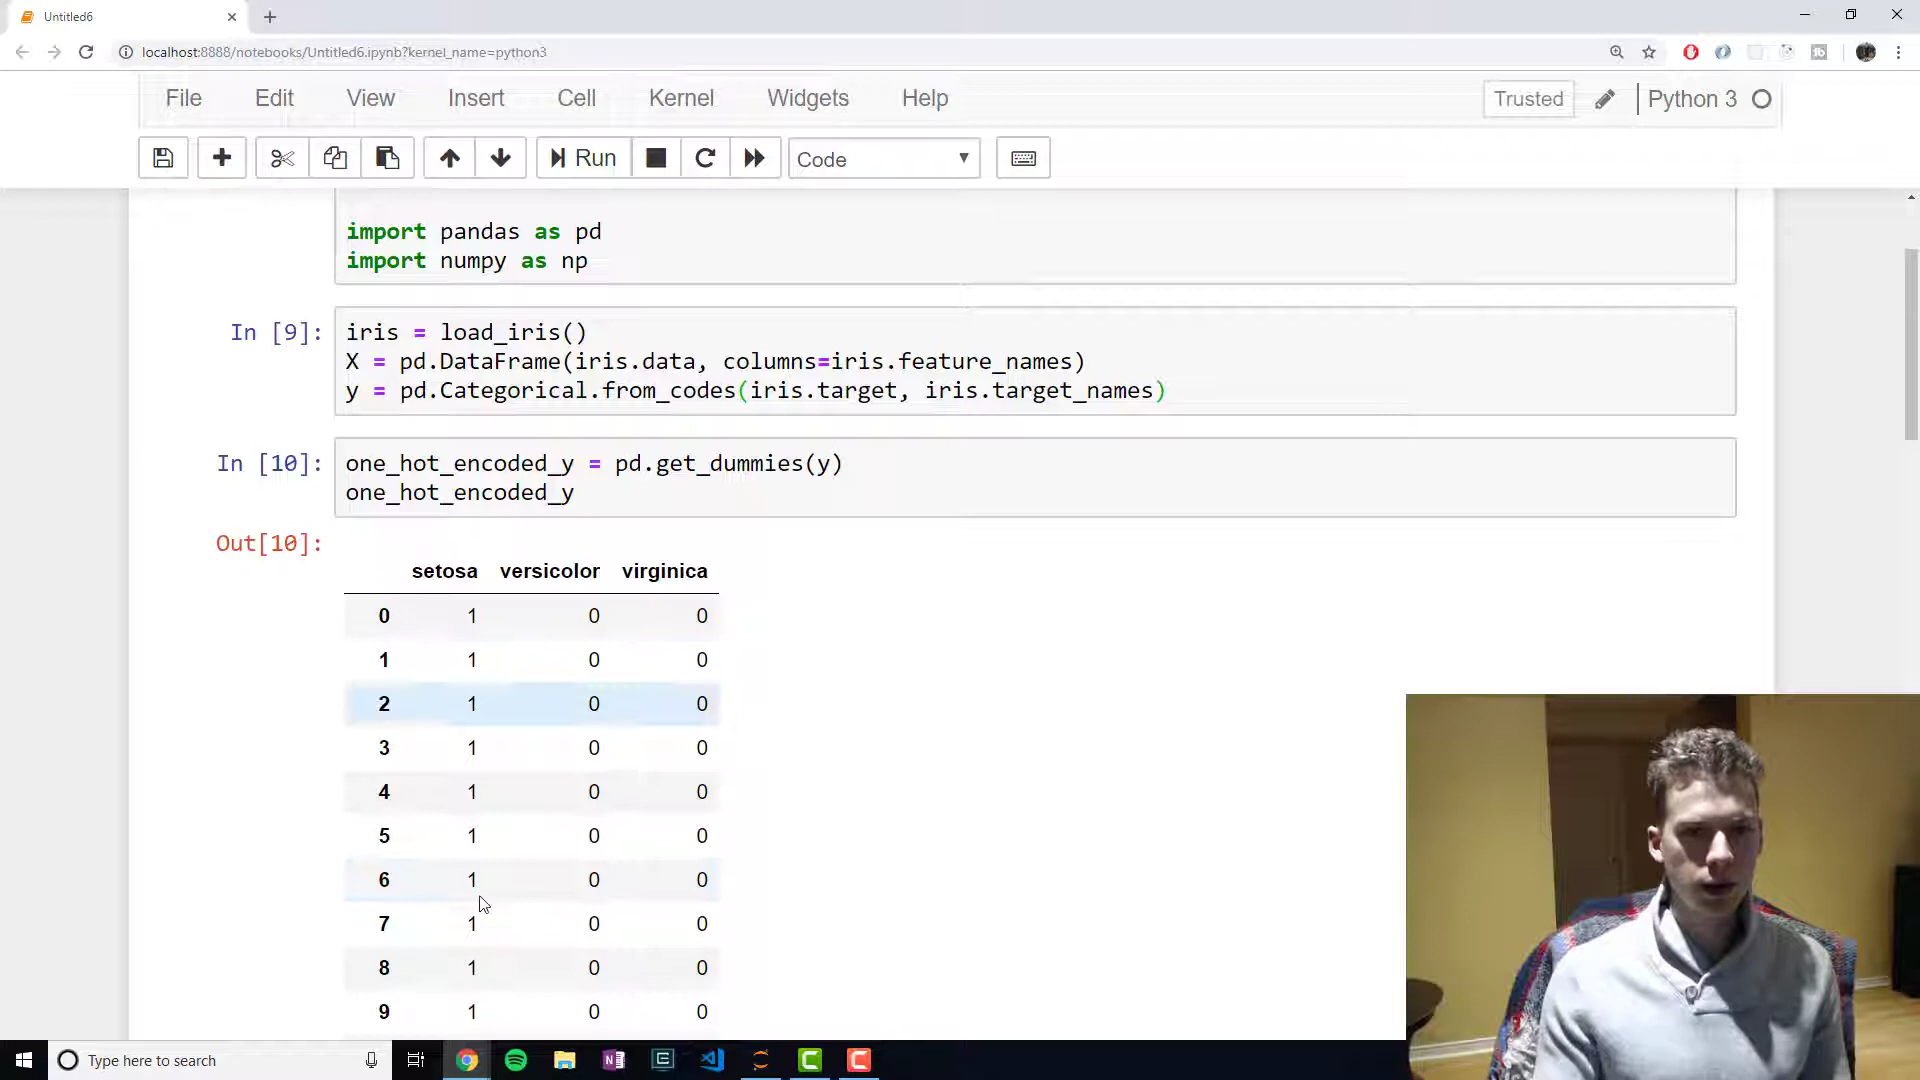 Untitled6
localhost:8888/notebooks/Untitled6.ipynb?kernel_name=python3
File Edit View Insert Cell Kernel Widgets Help Trusted Python 3
Run Code
import pandas as pd
import numpy as np
In [9]: iris = load_iris()
X = pd.DataFrame(iris.data, columns=iris.feature_names)
y = pd.Categorical.from_codes(iris.target, iris.target_names)
In [10]: one_hot_encoded_y = pd.get_dummies(y)
one_hot_encoded_y
Out[10]:
setosa versicolor virginica
0 1 0 0
1 1 0 0
2 1 0 0
3 1 0 0
4 1 0 0
5 1 0 0
6 1 0 0
7 1 0 0
8 1 0 0
9 1 0 0
Type here to search